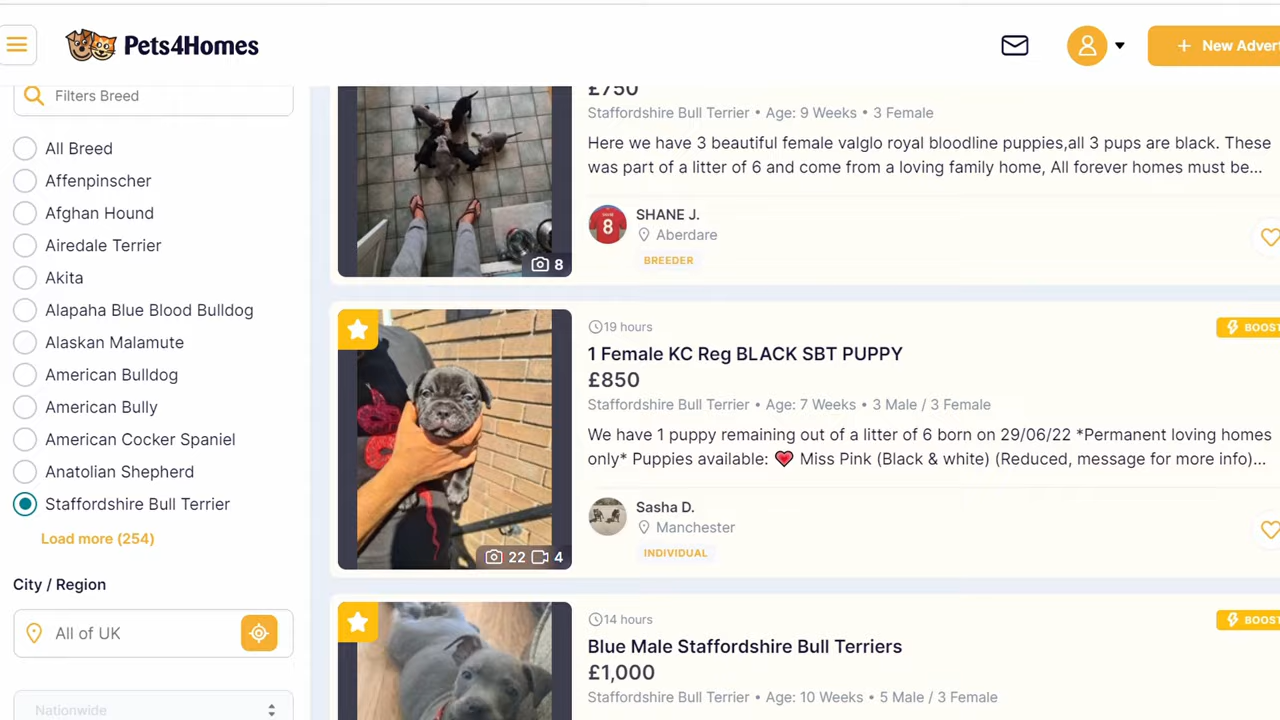 Pets4Homes
New Advert
Filters Breed
All Breed
Affenpinscher
Afghan Hound
Airedale Terrier
Akita
Alapaha Blue Blood Bulldog
Alaskan Malamute
American Bulldog
American Bully
American Cocker Spaniel
Anatolian Shepherd
Staffordshire Bull Terrier
Load more (254)
City / Region
All of UK
Nationwide
8
£750
Staffordshire Bull Terrier • Age: 9 Weeks • 3 Female
Here we have 3 beautiful female valglo royal bloodline puppies,all 3 pups are black. These
was part of a litter of 6 and come from a loving family home, All forever homes must be...
8
SHANE J.
Aberdare
BREEDER
22 4
19 hours
BOOST
1 Female KC Reg BLACK SBT PUPPY
£850
Staffordshire Bull Terrier • Age: 7 Weeks • 3 Male / 3 Female
We have 1 puppy remaining out of a litter of 6 born on 29/06/22 *Permanent loving homes
only* Puppies available: ❤️ Miss Pink (Black & white) (Reduced, message for more info)...
Sasha D.
Manchester
INDIVIDUAL
14 hours
BOOST
Blue Male Staffordshire Bull Terriers
£1,000
Staffordshire Bull Terrier • Age: 10 Weeks • 5 Male / 3 Female